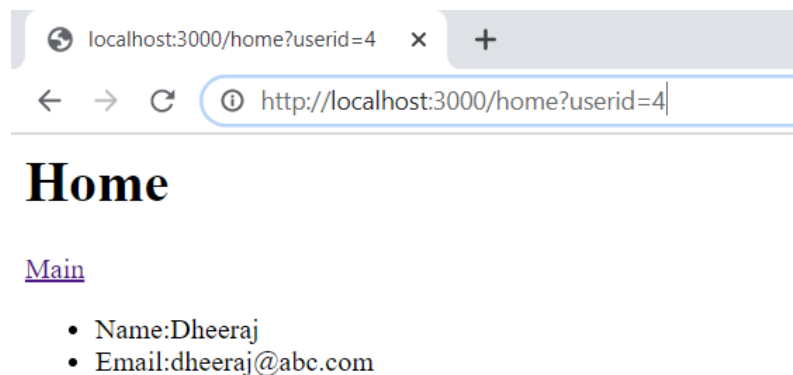 localhost:3000/home?userid=4
http://localhost:3000/home?userid=4
Home
Main
Name:Dheeraj
Email:dheeraj@abc.com